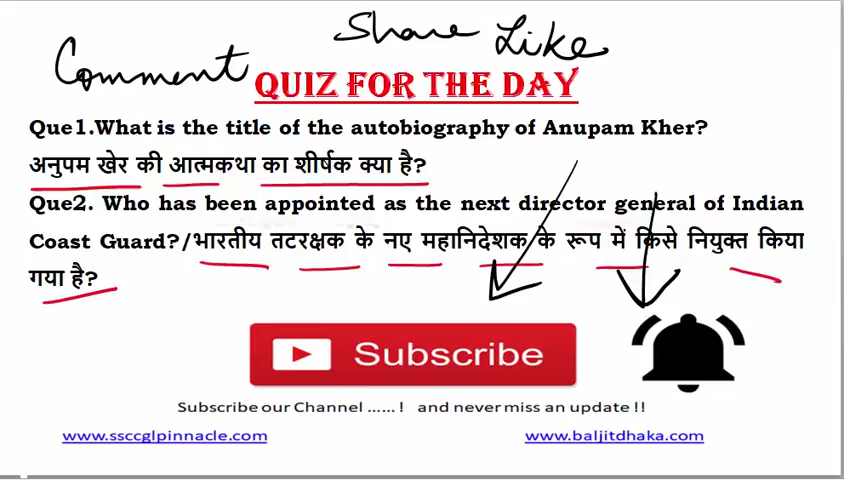 Share Like
Comment
QUIZ FOR THE DAY
Que1.What is the title of the autobiography of Anupam Kher?
अनुपम खेर की आत्मकथा का शीर्षक क्या है?
Que2. Who has been appointed as the next director general of Indian
Coast Guard?/भारतीय तटरक्षक के नए महानिदेशक के रूप में किसे नियुक्त किया
गया है?
Subscribe
Subscribe our Channel ......! and never miss an update !!
www.ssccglpinnacle.com www.baljitdhaka.com